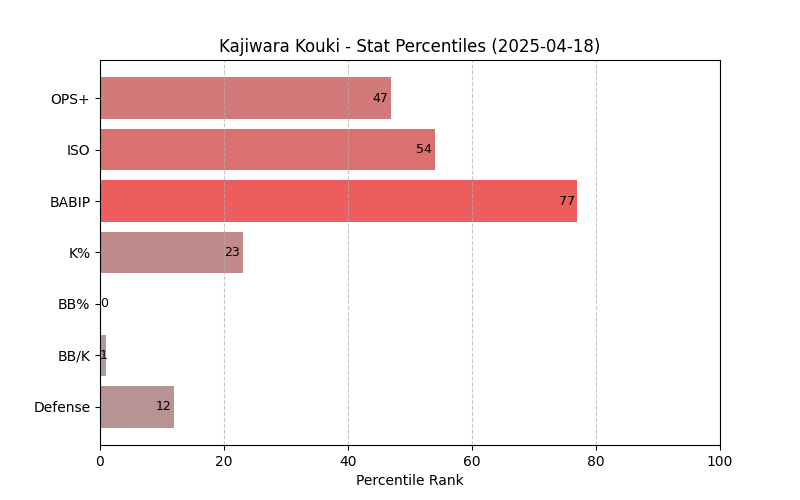 Kajiwara Kouki - Stat Percentiles (2025-04-18)
OPS+ 47
ISO 54
BABIP 77
K% 23
BB% 0
BB/K 1
Defense 12
0 20 40 60 80 100
Percentile Rank